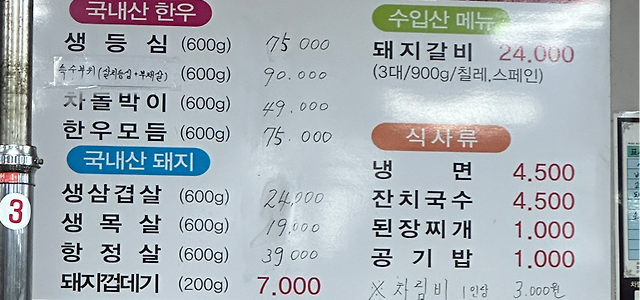 국내산 한우
생 등 심 (600g) 75.000
특수부위 (살치등심+부채살) (600g) 90.000
차돌박이 (600g) 49.000
한우모듬 (600g) 75.000
국내산 돼지
생삼겹살 (600g) 24.000
생 목 살 (600g) 19.000
항 정 살 (600g) 39000
돼지껍데기 (200g) 7.000
수입산 메뉴
돼지갈비 24.000
(3대/900g/칠레.스페인)
식 사 류
냉 면 4.500
잔치국수 4.500
된장찌개 1.000
공 기 밥 1.000
※ 차림비 1인상 3.000원
3